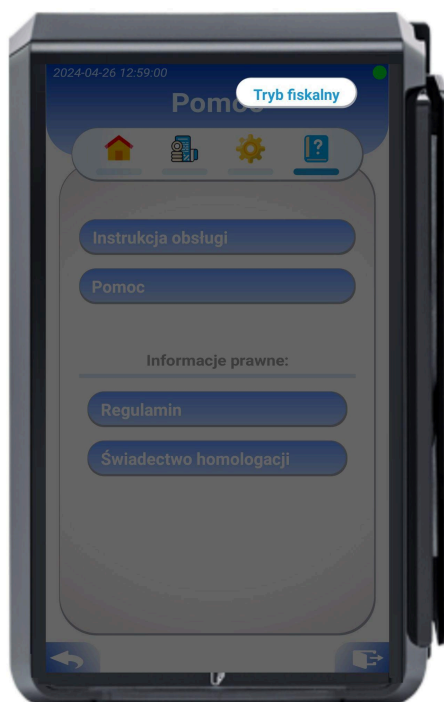 2024-04-26 12:59:00
Tryb fiskalny
Pomoc
?
Instrukcja obsługi
Pomoc
Informacje prawne:
Regulamin
Świadectwo homologacji